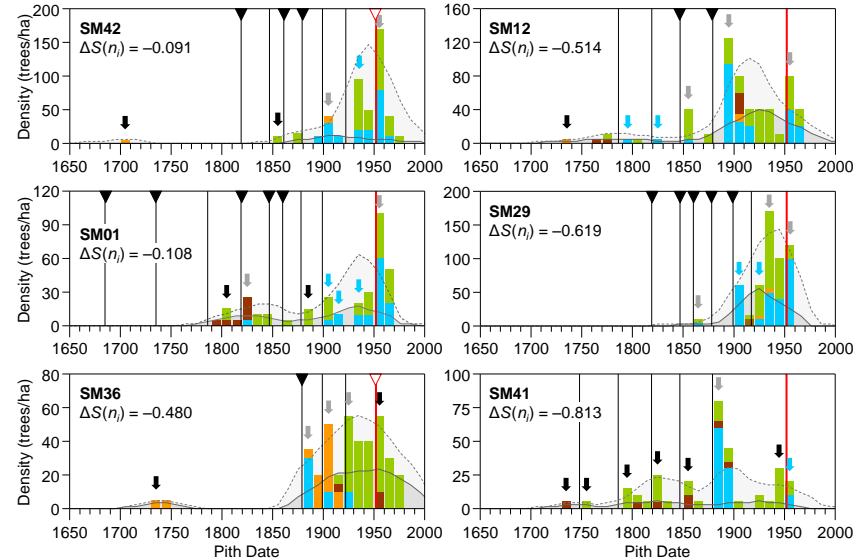 SM42
ΔS(nᵢ) = −0.091
Density (trees/ha)
200
150
100
50
0
1650 1700 1750 1800 1850 1900 1950 2000
SM12
ΔS(nᵢ) = −0.514
160
120
80
40
0
1650 1700 1750 1800 1850 1900 1950 2000
SM01
ΔS(nᵢ) = −0.108
Density (trees/ha)
120
90
60
30
0
1650 1700 1750 1800 1850 1900 1950 2000
SM29
ΔS(nᵢ) = −0.619
200
150
100
50
0
1650 1700 1750 1800 1850 1900 1950 2000
SM36
ΔS(nᵢ) = −0.480
Density (trees/ha)
80
60
40
20
0
1650 1700 1750 1800 1850 1900 1950 2000
Pith Date
SM41
ΔS(nᵢ) = −0.813
100
75
50
25
0
1650 1700 1750 1800 1850 1900 1950 2000
Pith Date